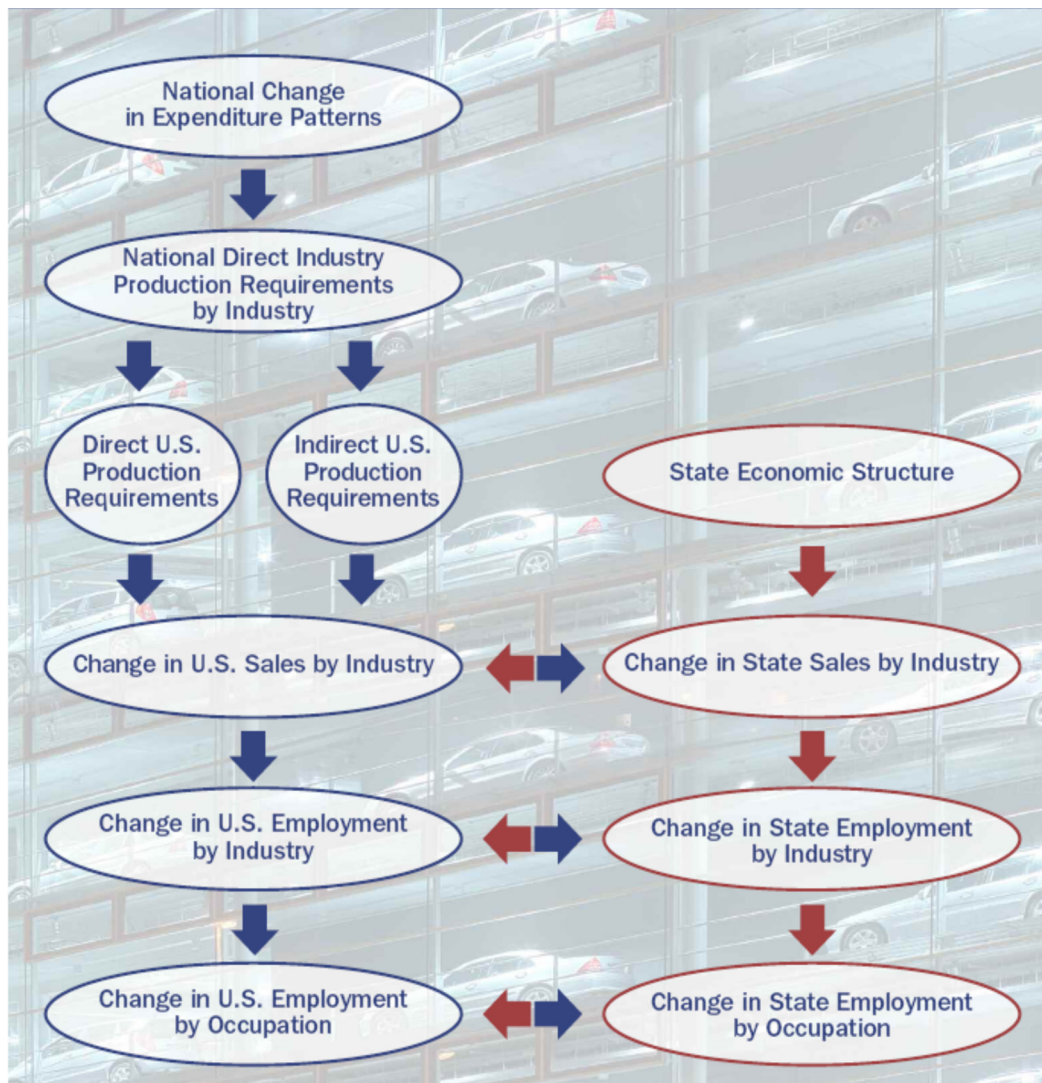 National Change
in Expenditure Patterns
National Direct Industry
Production Requirements
by Industry
Direct U.S.
Production
Requirements
Indirect U.S.
Production
Requirements
State Economic Structure
Change in U.S. Sales by Industry
Change in State Sales by Industry
Change in U.S. Employment
by Industry
Change in State Employment
by Industry
Change in U.S. Employment
by Occupation
Change in State Employment
by Occupation